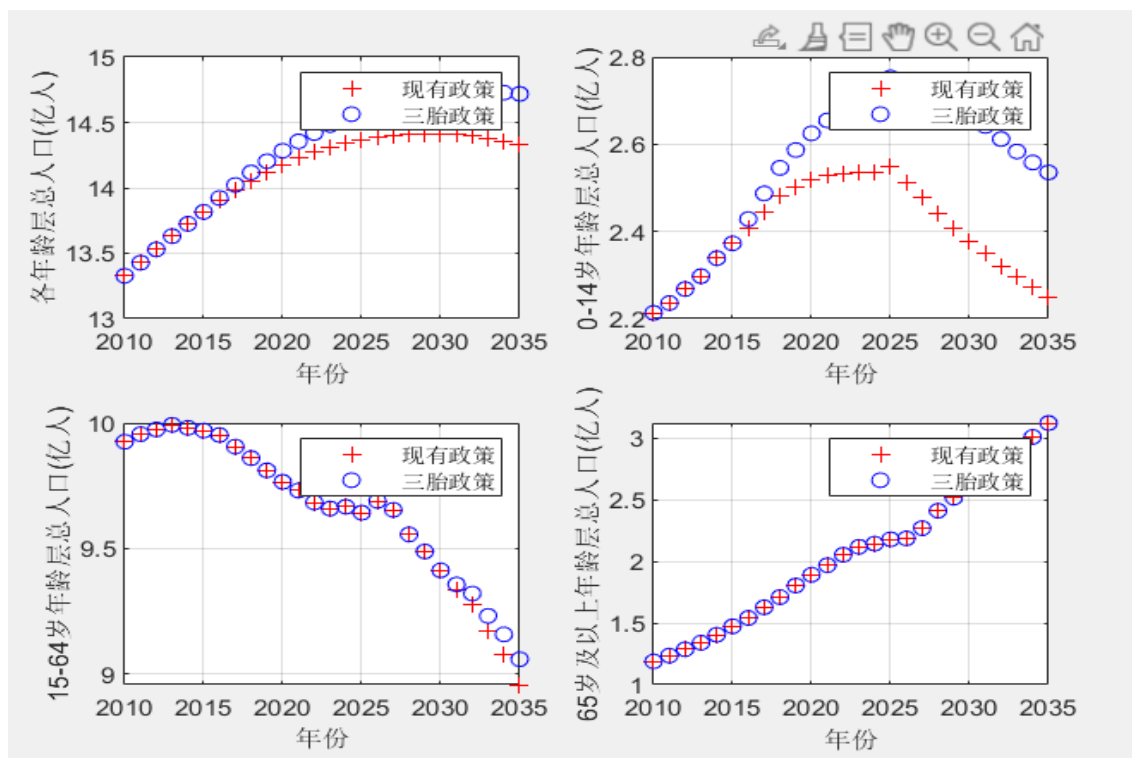 各年龄层总人口(亿人)
15
14.5
14
13.5
13
现有政策
三胎政策
2010 2015 2020 2025 2030 2035
年份
0-14岁年龄层总人口(亿人)
2.8
2.6
2.4
2.2
现有政策
三胎政策
2010 2015 2020 2025 2030 2035
年份
15-64岁年龄层总人口(亿人)
10
9.5
9
现有政策
三胎政策
2010 2015 2020 2025 2030 2035
年份
65岁及以上年龄层总人口(亿人)
3
2.5
2
1.5
1
现有政策
三胎政策
2010 2015 2020 2025 2030 2035
年份